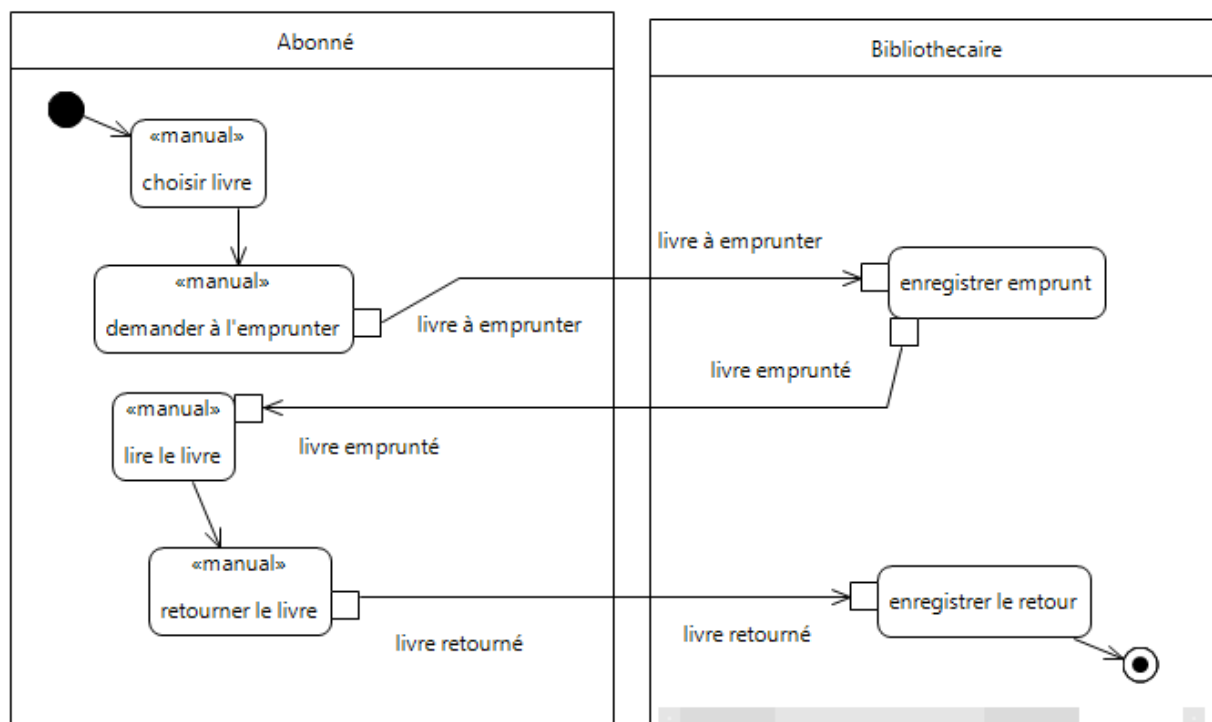 Abonné
Bibliothecaire
«manual»
choisir livre
livre à emprunter
«manual»
demander à l'emprunter
livre à emprunter
enregistrer emprunt
livre emprunté
«manual»
lire le livre
livre emprunté
«manual»
retourner le livre
enregistrer le retour
livre retourné
livre retourné